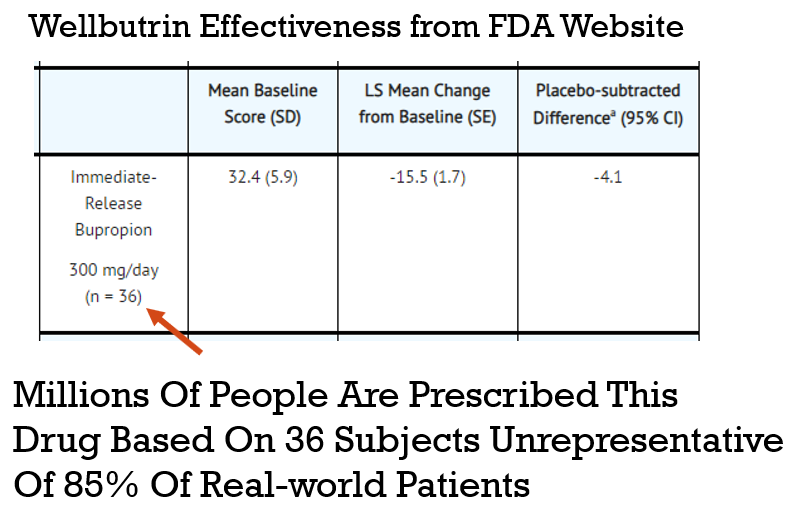 Wellbutrin Effectiveness from FDA Website
Mean Baseline Score (SD)
LS Mean Change from Baseline (SE)
Placebo-subtracted Differenceᵃ (95% CI)
Immediate-
Release
Bupropion
300 mg/day
(n = 36)
32.4 (5.9)
-15.5 (1.7)
-4.1
Millions Of People Are Prescribed This
Drug Based On 36 Subjects Unrepresentative
Of 85% Of Real-world Patients